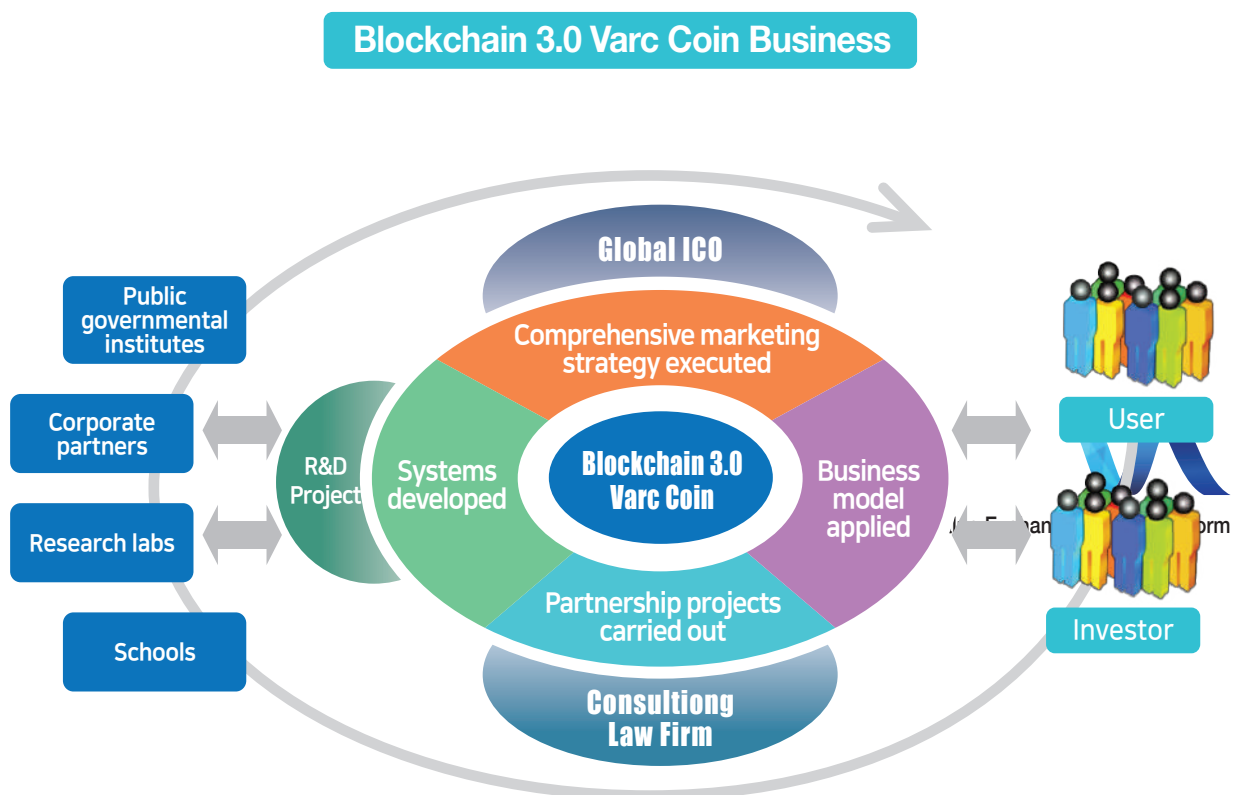 Blockchain 3.0 Varc Coin Business
Global ICO
Public
governmental
institutes
Comprehensive marketing
strategy executed
Corporate
partners
User
R&D
Project
Systems
developed
Blockchain 3.0
Varc Coin
Business
model
applied
Research labs
orm
Partnership projects
carried out
Investor
Schools
Consultiong
Law Firm